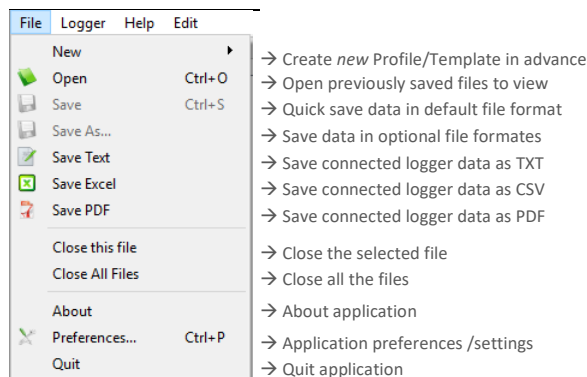 File Logger Help Edit
New → Create new Profile/Template in advance
Open Ctrl+O → Open previously saved files to view
Save Ctrl+S → Quick save data in default file format
Save As... → Save data in optional file formates
Save Text → Save connected logger data as TXT
Save Excel → Save connected logger data as CSV
Save PDF → Save connected logger data as PDF
Close this file → Close the selected file
Close All Files → Close all the files
About → About application
Preferences... Ctrl+P → Application preferences /settings
Quit → Quit application